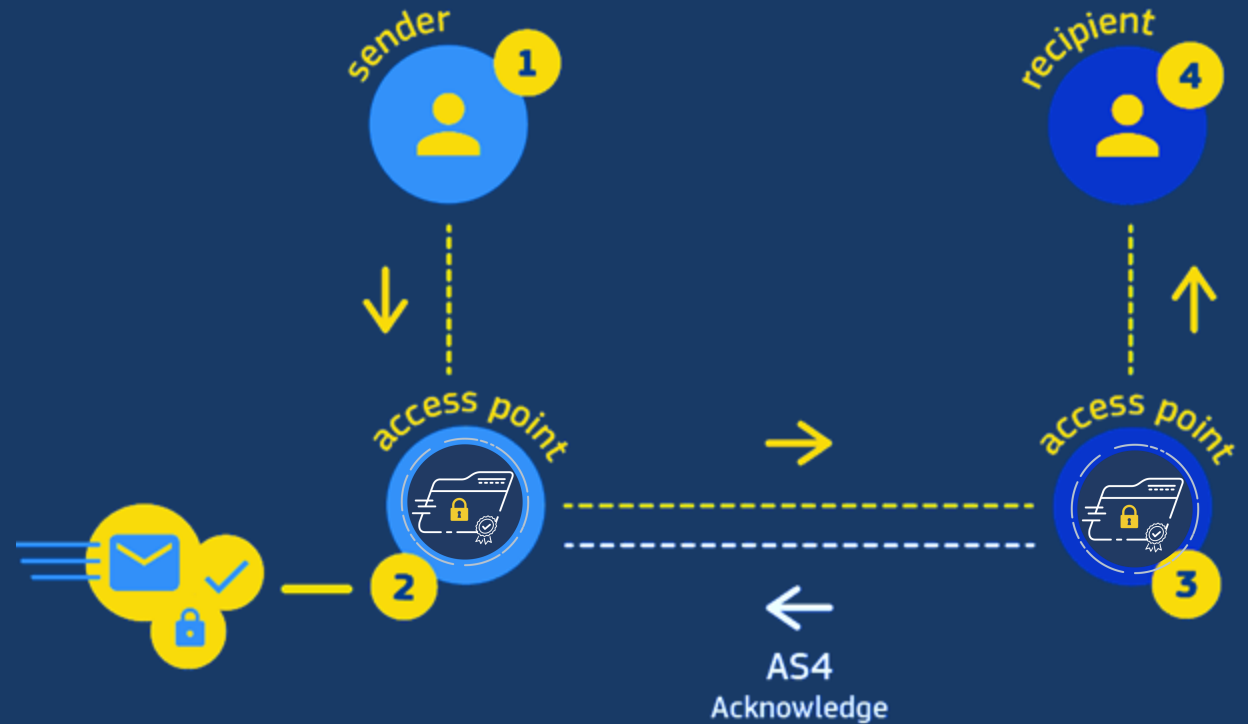 sender
1
recipient
4
access point
2
access point
3
AS4
Acknowledge